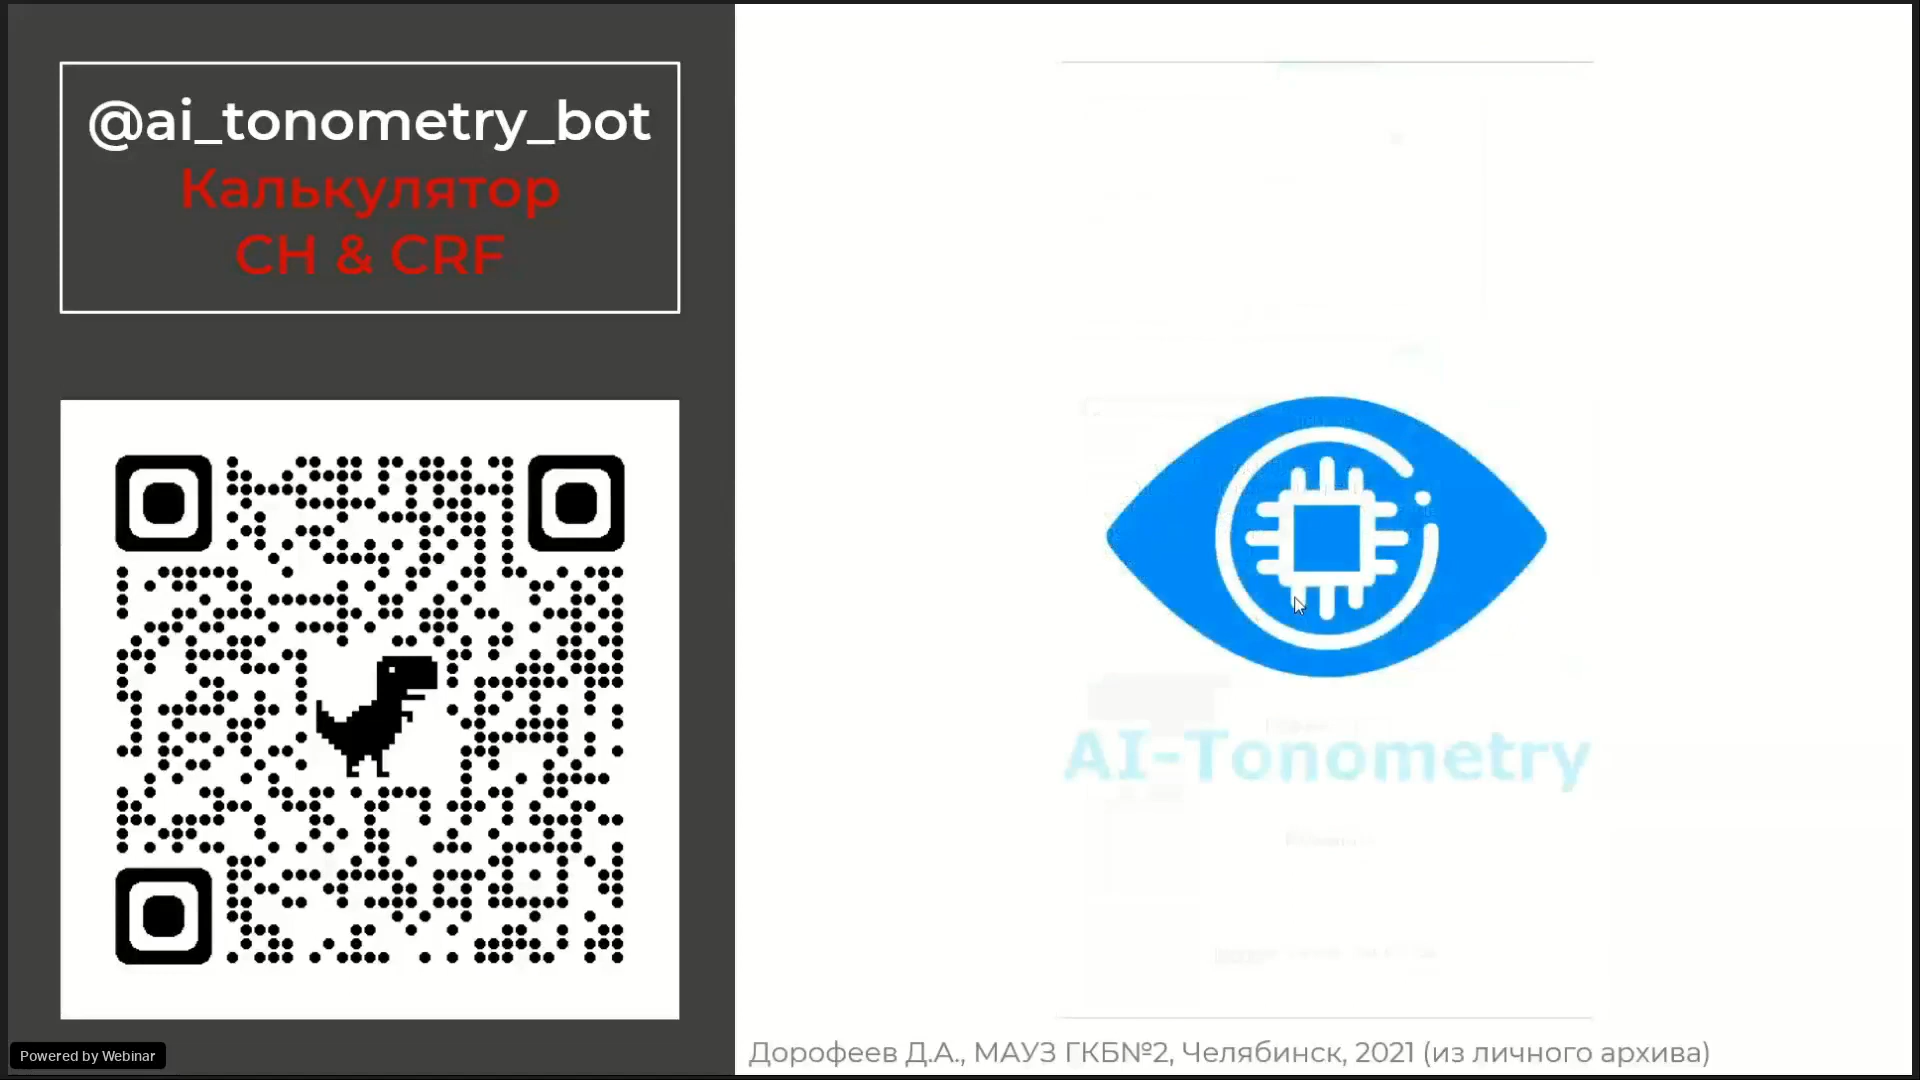 @ai_tonometry_bot
Калькулятор
CH & CRF
AI-Tonometry
Дорофеев Д.А., МАУЗ ГКБ№2, Челябинск, 2021 (из личного архива)
Powered by Webinar